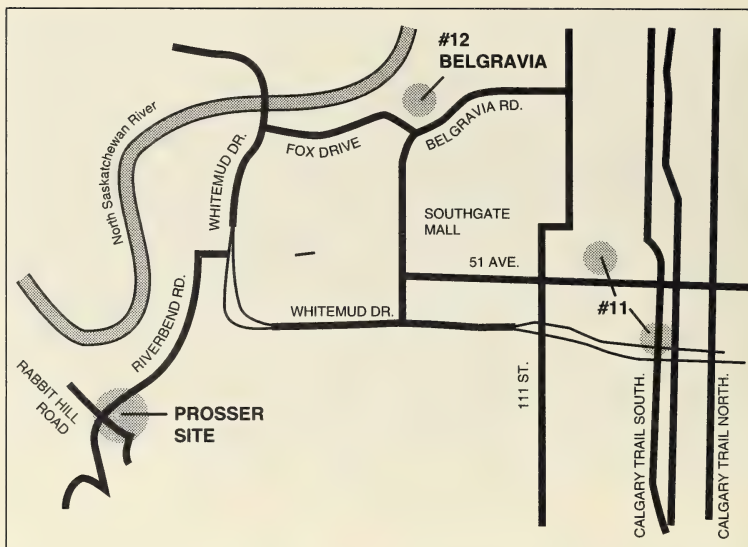 #12
BELGRAVIA
North Saskatchewan River
WHITEMUD DR.
FOX DRIVE
BELGRAVIA RD.
SOUTHGATE
MALL
51 AVE.
RIVERBEND RD.
WHITEMUD DR.
#11
RABBIT HILL
ROAD
PROSSER
SITE
111 ST.
CALGARY TRAIL SOUTH.
CALGARY TRAIL NORTH.